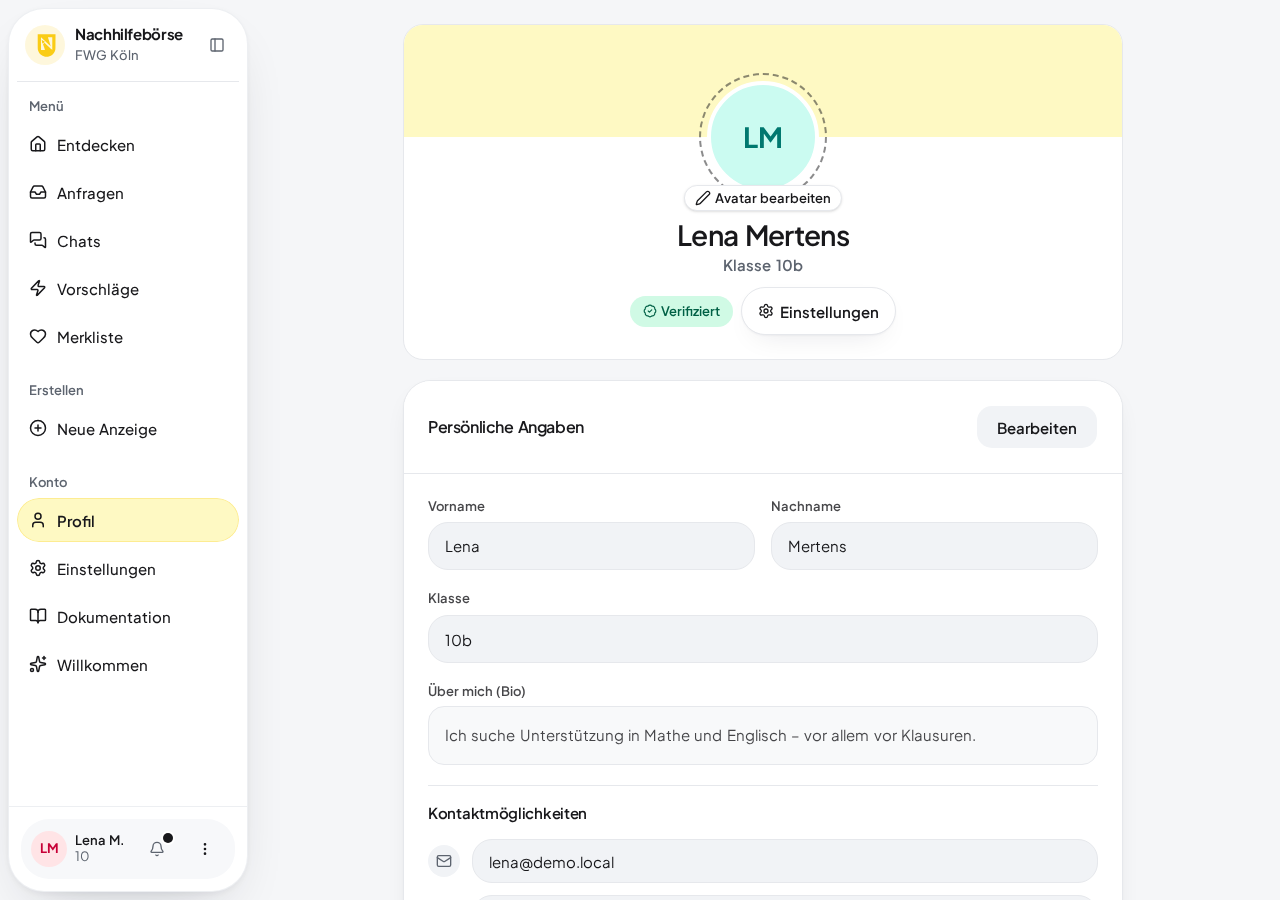 Nachhilfebörse
FWG Köln
Menü
Entdecken
Anfragen
Chats
Vorschläge
Merkliste
Erstellen
Neue Anzeige
Konto
Profil
Einstellungen
Dokumentation
Willkommen
LM
Lena M.
10
LM
Avatar bearbeiten
Lena Mertens
Klasse 10b
Verifiziert
Einstellungen
Persönliche Angaben
Bearbeiten
Vorname
Nachname
Lena
Mertens
Klasse
10b
Über mich (Bio)
Ich suche Unterstützung in Mathe und Englisch – vor allem vor Klausuren.
Kontaktmöglichkeiten
lena@demo.local